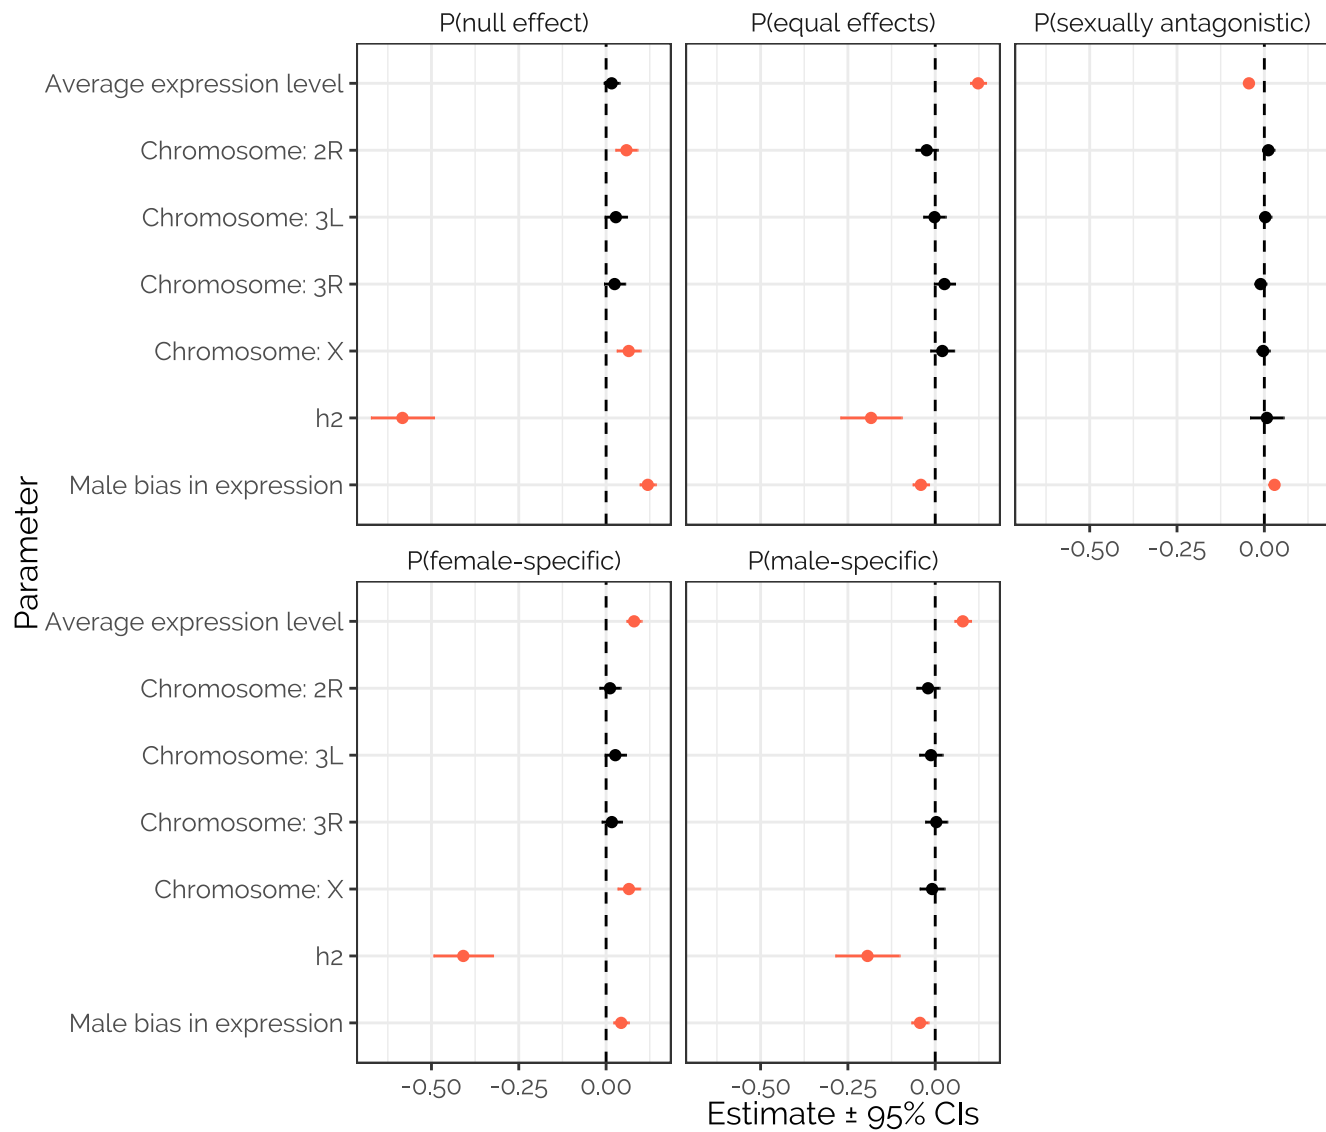 P(null effect)
P(equal effects)
P(sexually antagonistic)
Average expression level
Chromosome: 2R
Chromosome: 3L
Chromosome: 3R
Chromosome: X
h2
Male bias in expression
-0.50 -0.25 0.00
P(female-specific)
P(male-specific)
Parameter
Average expression level
Chromosome: 2R
Chromosome: 3L
Chromosome: 3R
Chromosome: X
h2
Male bias in expression
-0.50 -0.25 0.00
-0.50 -0.25 0.00
Estimate ± 95% CIs